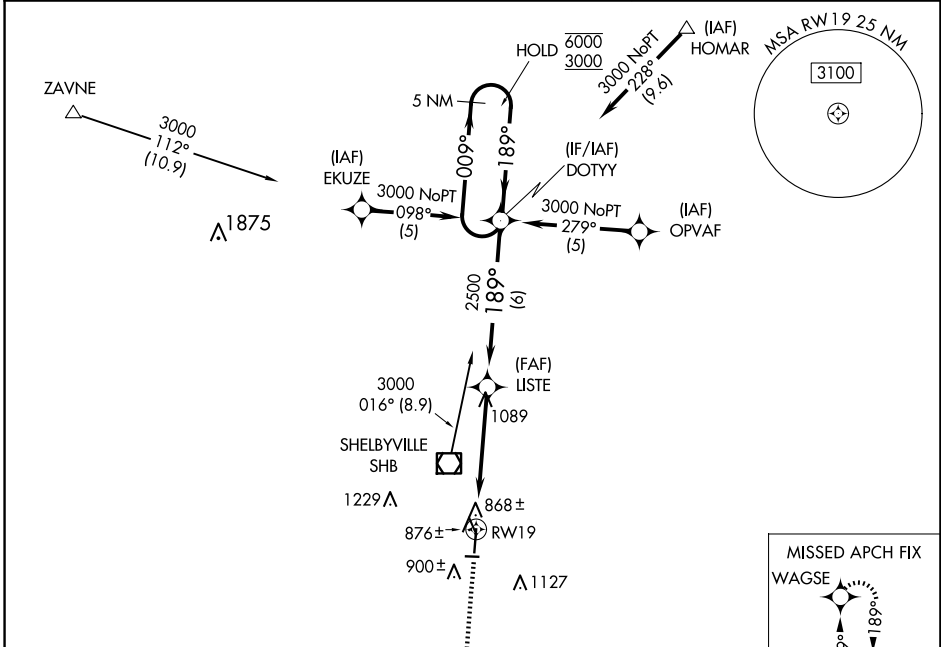 ZAVNE
3000
112°
(10.9)
1875
(IAF)
EKUZE
3000 NoPT
098°
(5)
5 NM
HOLD 6000
3000
009°
189°
3000 NoPT
228°
(9.6)
(IAF)
HOMAR
(IF/IAF)
DOTYY
3000 NoPT
279°
(5)
(IAF)
OPVAF
MSA RW19 25 NM
3100
2500
189°
(6)
(FAF)
LISTE
1089
3000
016° (8.9)
SHELBYVILLE
SHB
1229
868±
876±
RW19
900±
1127
MISSED APCH FIX
WAGSE
189°